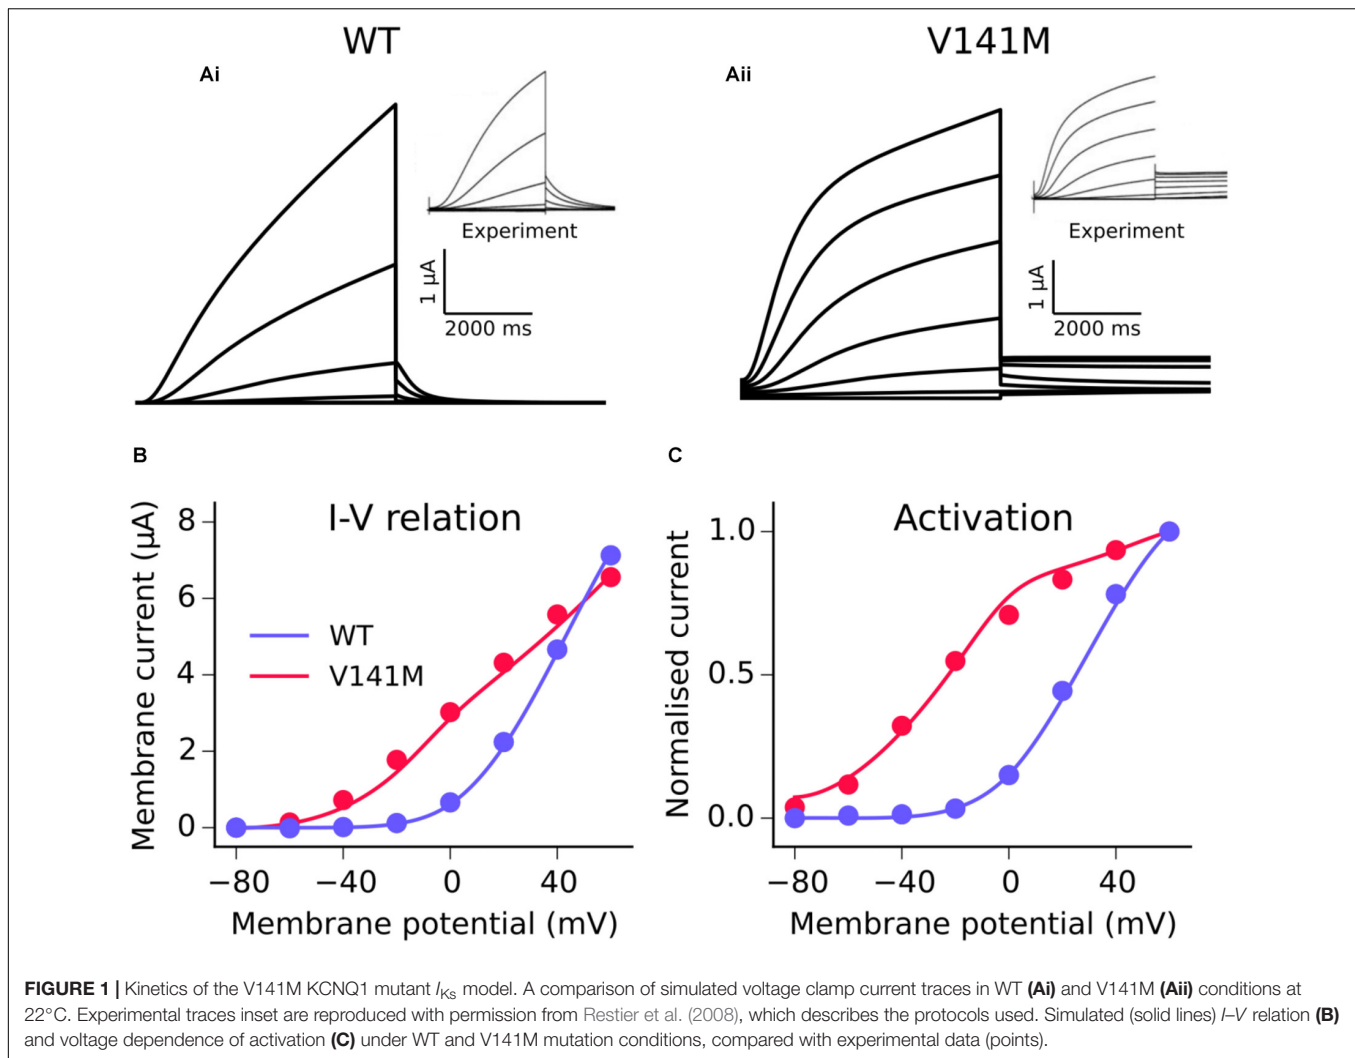 WT
V141M
Ai
Aii
Experiment
1 µA
2000 ms
Experiment
1 µA
2000 ms
B
I-V relation
Membrane current (µA)
8
6
4
2
0
WT
V141M
−80
−40
0
40
Membrane potential (mV)
C
Activation
Normalised current
1.0
0.5
0.0
−80
−40
0
40
Membrane potential (mV)
FIGURE 1 | Kinetics of the V141M KCNQ1 mutant IKs model. A comparison of simulated voltage clamp current traces in WT (Ai) and V141M (Aii) conditions at
22°C. Experimental traces inset are reproduced with permission from Restier et al. (2008), which describes the protocols used. Simulated (solid lines) I–V relation (B)
and voltage dependence of activation (C) under WT and V141M mutation conditions, compared with experimental data (points).